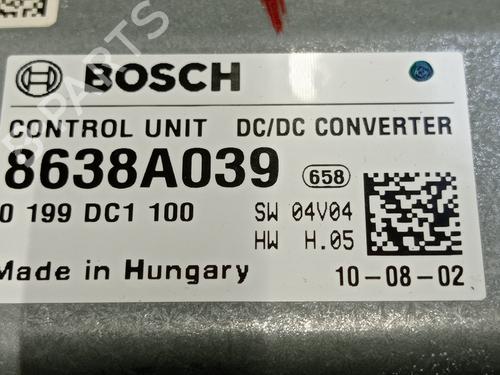 BOSCH
CONTROL UNIT DC/DC CONVERTER
8638A039 658
0 199 DC1 100 SW 04V04
HW H.05
Made in Hungary 10-08-02